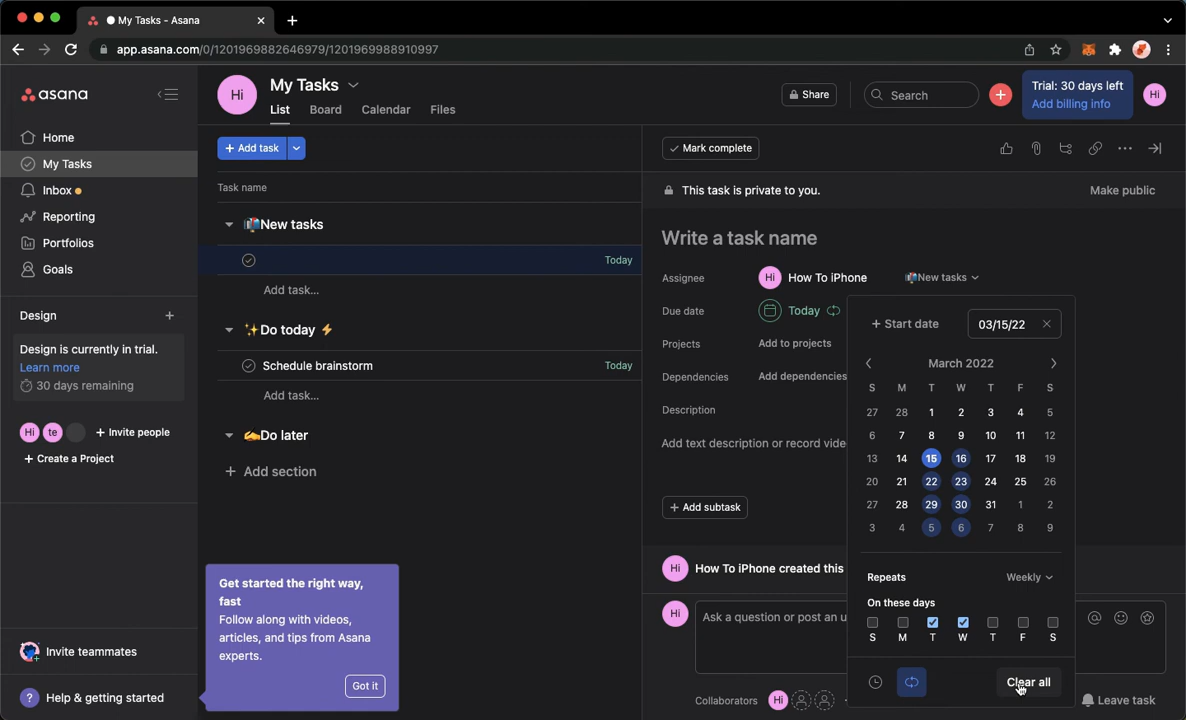 My Tasks - Asana
app.asana.com/0/1201969882646979/1201969988910997
asana
Home
My Tasks
Inbox
Reporting
Portfolios
Goals
Design
Design is currently in trial.
Learn more
30 days remaining
Hi te + Invite people
+ Create a Project
Invite teammates
? Help & getting started
Hi
My Tasks
List Board Calendar Files
Share
Search
Trial: 30 days left
Add billing info
Hi
+ Add task
Task name
New tasks
Today
Add task...
Do today
Schedule brainstorm Today
Add task...
Do later
+ Add section
Get started the right way,
fast
Follow along with videos,
articles, and tips from Asana
experts.
Got it
Mark complete
This task is private to you.
Make public
Write a task name
Assignee Hi How To iPhone New tasks
Due date Today
Projects Add to projects
Dependencies Add dependencies
Description
Add text description or record vide
+ Add subtask
Hi How To iPhone created this
Hi Ask a question or post an u
Collaborators Hi
Leave task
+ Start date 03/15/22
March 2022
S M T W T F S
27 28 1 2 3 4 5
6 7 8 9 10 11 12
13 14 15 16 17 18 19
20 21 22 23 24 25 26
27 28 29 30 31 1 2
3 4 5 6 7 8 9
Repeats Weekly
On these days
S M T W T F S
Clear all